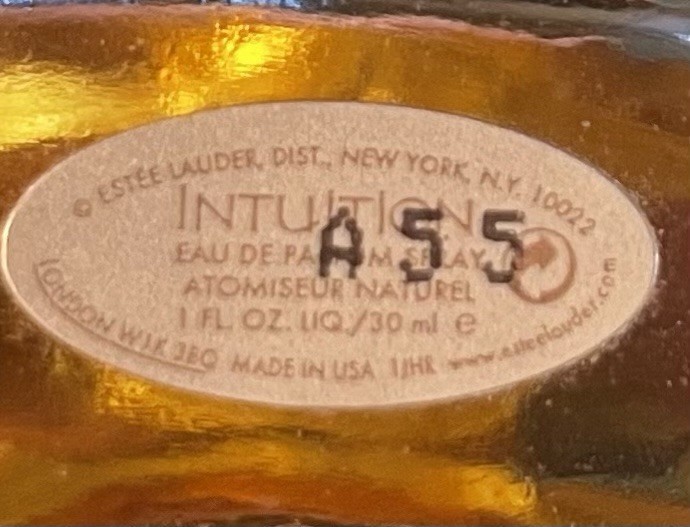 © ESTÉE LAUDER, DIST., NEW YORK, N.Y. 10022
INTUITION
A55
EAU DE PARFUM SPRAY
ATOMISEUR NATUREL
1 FL. OZ. LIQ./30 ml e
LONDON W1K 3BQ MADE IN USA 1JHR www.esteelauder.com